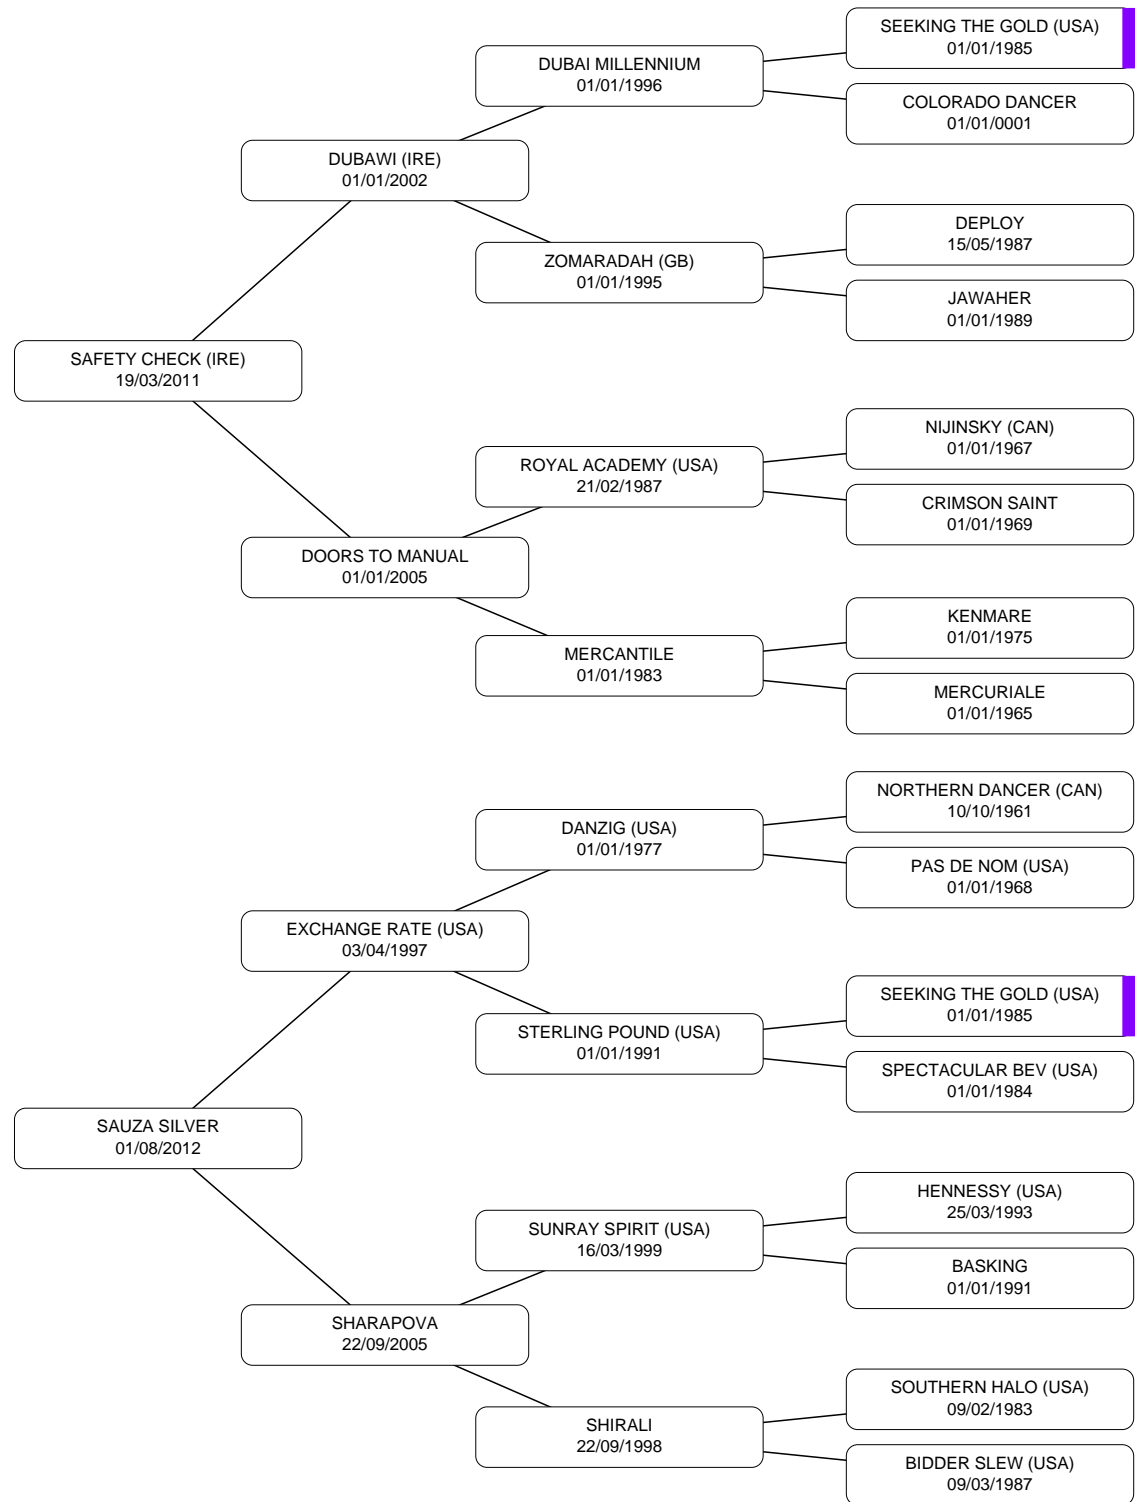 SEEKING THE GOLD (USA)
01/01/1985
DUBAI MILLENNIUM
01/01/1996
COLORADO DANCER
01/01/0001
DUBAWI (IRE)
01/01/2002
DEPLOY
15/05/1987
ZOMARADAH (GB)
01/01/1995
JAWAHER
01/01/1989
SAFETY CHECK (IRE)
19/03/2011
NIJINSKY (CAN)
01/01/1967
ROYAL ACADEMY (USA)
21/02/1987
CRIMSON SAINT
01/01/1969
DOORS TO MANUAL
01/01/2005
KENMARE
01/01/1975
MERCANTILE
01/01/1983
MERCURIALE
01/01/1965
NORTHERN DANCER (CAN)
10/10/1961
DANZIG (USA)
01/01/1977
PAS DE NOM (USA)
01/01/1968
EXCHANGE RATE (USA)
03/04/1997
SEEKING THE GOLD (USA)
01/01/1985
STERLING POUND (USA)
01/01/1991
SPECTACULAR BEV (USA)
01/01/1984
SAUZA SILVER
01/08/2012
HENNESSY (USA)
25/03/1993
SUNRAY SPIRIT (USA)
16/03/1999
BASKING
01/01/1991
SHARAPOVA
22/09/2005
SOUTHERN HALO (USA)
09/02/1983
SHIRALI
22/09/1998
BIDDER SLEW (USA)
09/03/1987